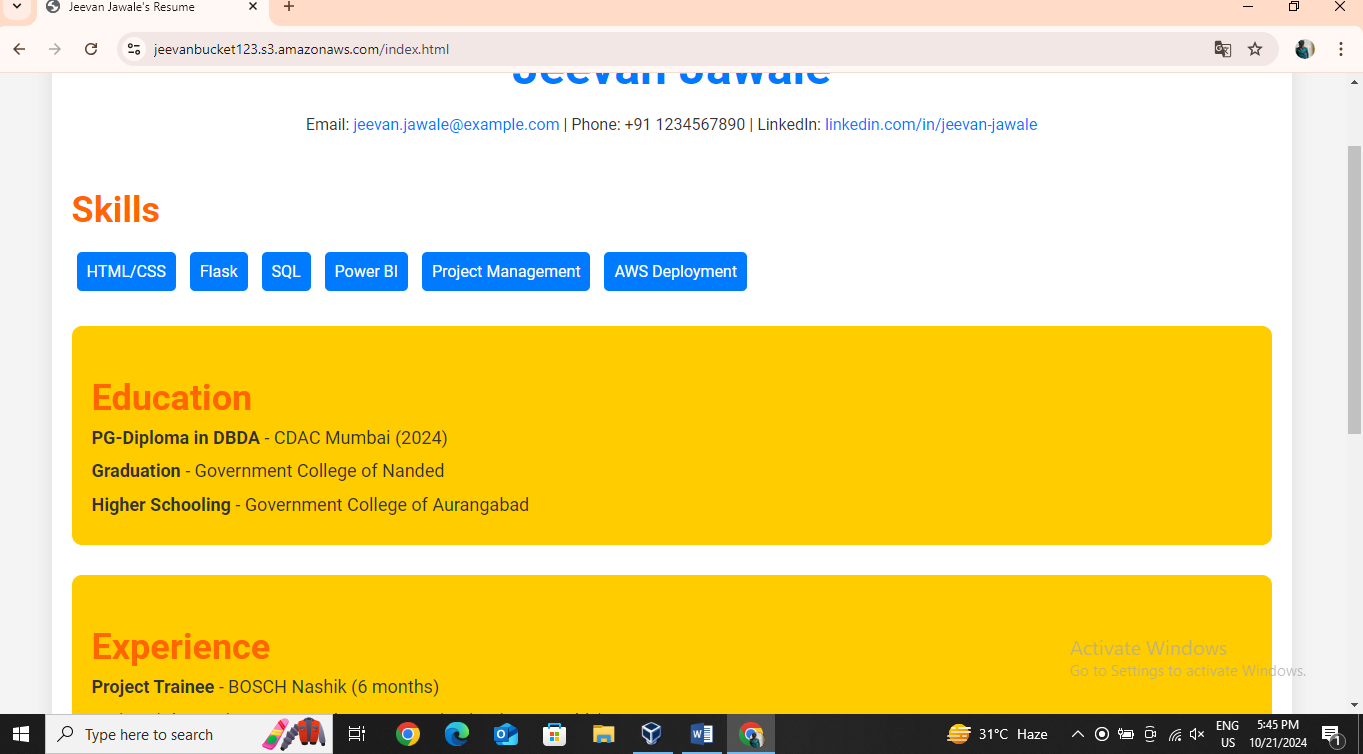 Jeevan Jawale's Resume
jeevanbucket123.s3.amazonaws.com/index.html
Jeevan Jawale
Email: jeevan.jawale@example.com | Phone: +91 1234567890 | LinkedIn: linkedin.com/in/jeevan-jawale
Skills
HTML/CSS Flask SQL Power BI Project Management AWS Deployment
Education
PG-Diploma in DBDA - CDAC Mumbai (2024)
Graduation - Government College of Nanded
Higher Schooling - Government College of Aurangabad
Experience
Project Trainee - BOSCH Nashik (6 months)
Activate Windows
Go to Settings to activate Windows.
Type here to search
31°C Haze
ENG
US
5:45 PM
10/21/2024
1